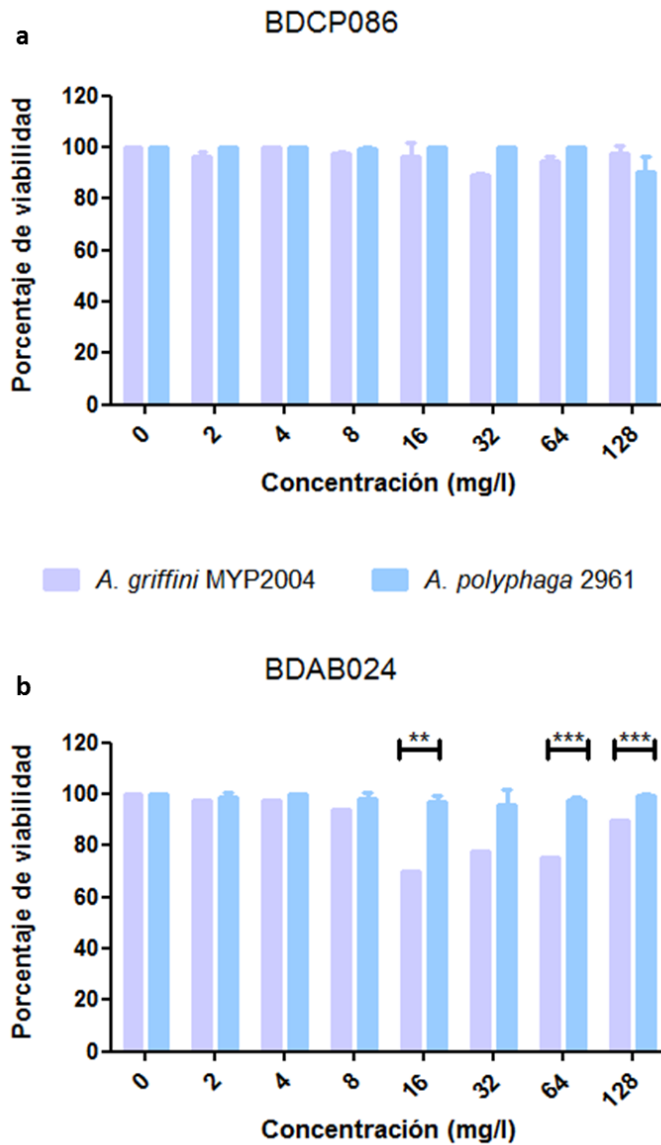 a
BDCP086
Porcentaje de viabilidad
120
100
80
60
40
20
0
0 2 4 8 16 32 64 128
Concentración (mg/l)
A. griffini MYP2004 A. polyphaga 2961
b
BDAB024
Porcentaje de viabilidad
120
100
80
60
40
20
0
** *** ***
0 2 4 8 16 32 64 128
Concentración (mg/l)